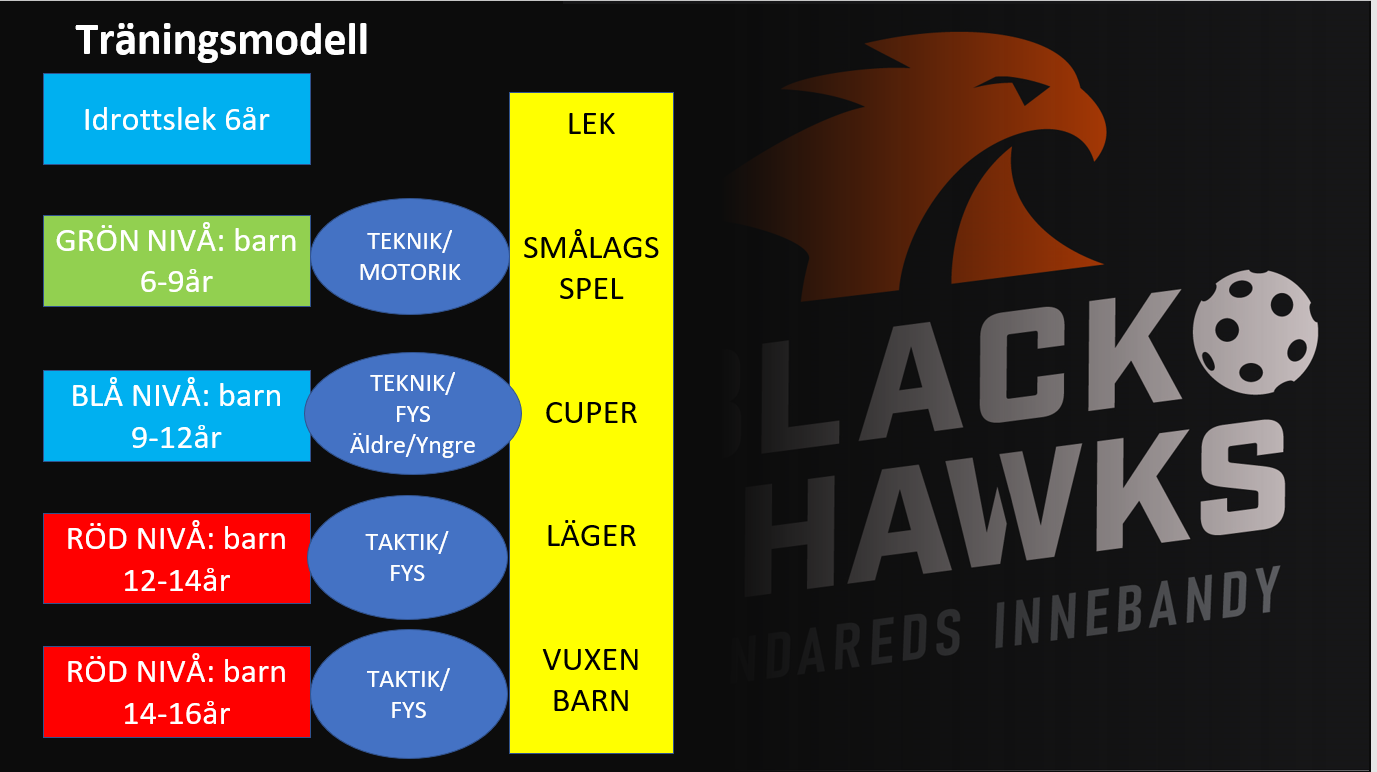 Träningsmodell
Idrottslek 6år
LEK
GRÖN NIVÅ: barn
6-9år
TEKNIK/
MOTORIK
SMÅLAGS
SPEL
BLÅ NIVÅ: barn
9-12år
TEKNIK/
FYS
Äldre/Yngre
CUPER
RÖD NIVÅ: barn
12-14år
TAKTIK/
FYS
LÄGER
RÖD NIVÅ: barn
14-16år
TAKTIK/
FYS
VUXEN
BARN
BLACK
HAWKS
NDAREDS INNEBANDY